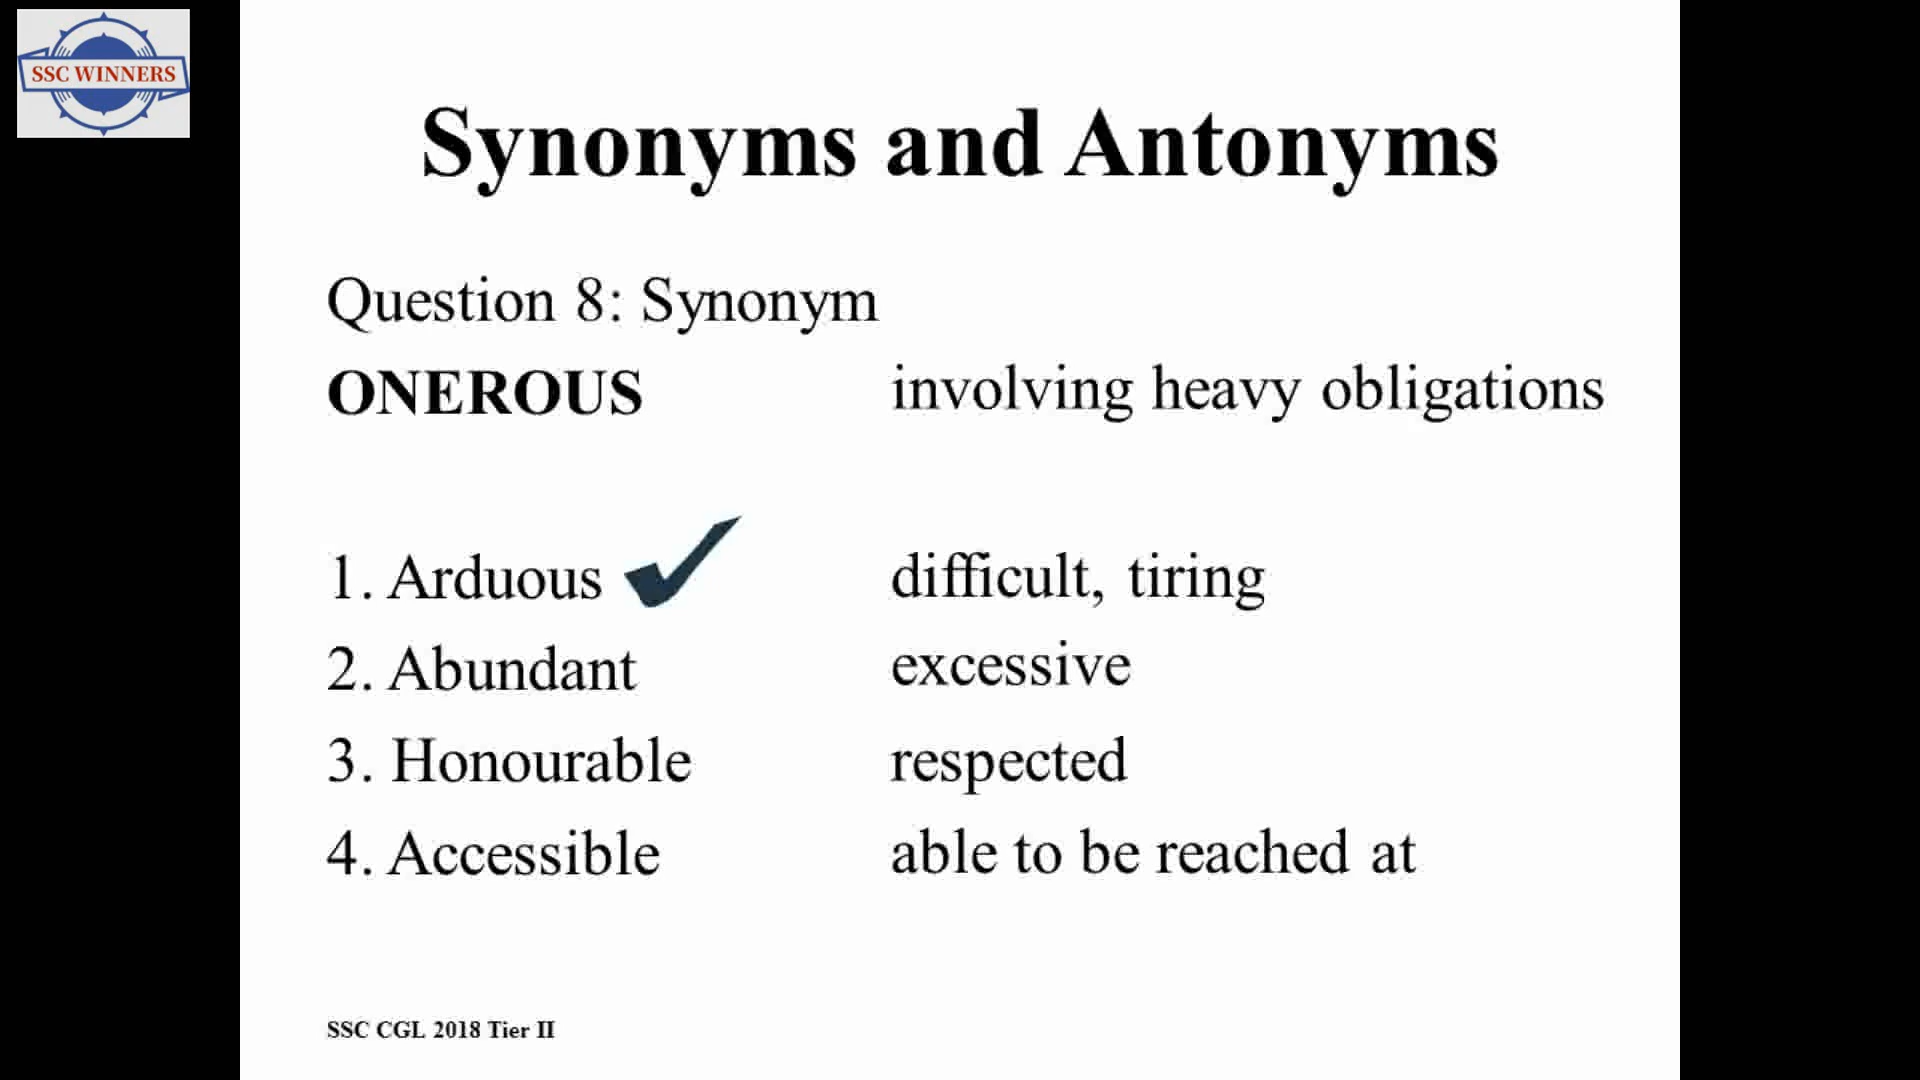 SSC WINNERS
Synonyms and Antonyms
Question 8: Synonym
ONEROUS involving heavy obligations
1. Arduous difficult, tiring
2. Abundant excessive
3. Honourable respected
4. Accessible able to be reached at
SSC CGL 2018 Tier II